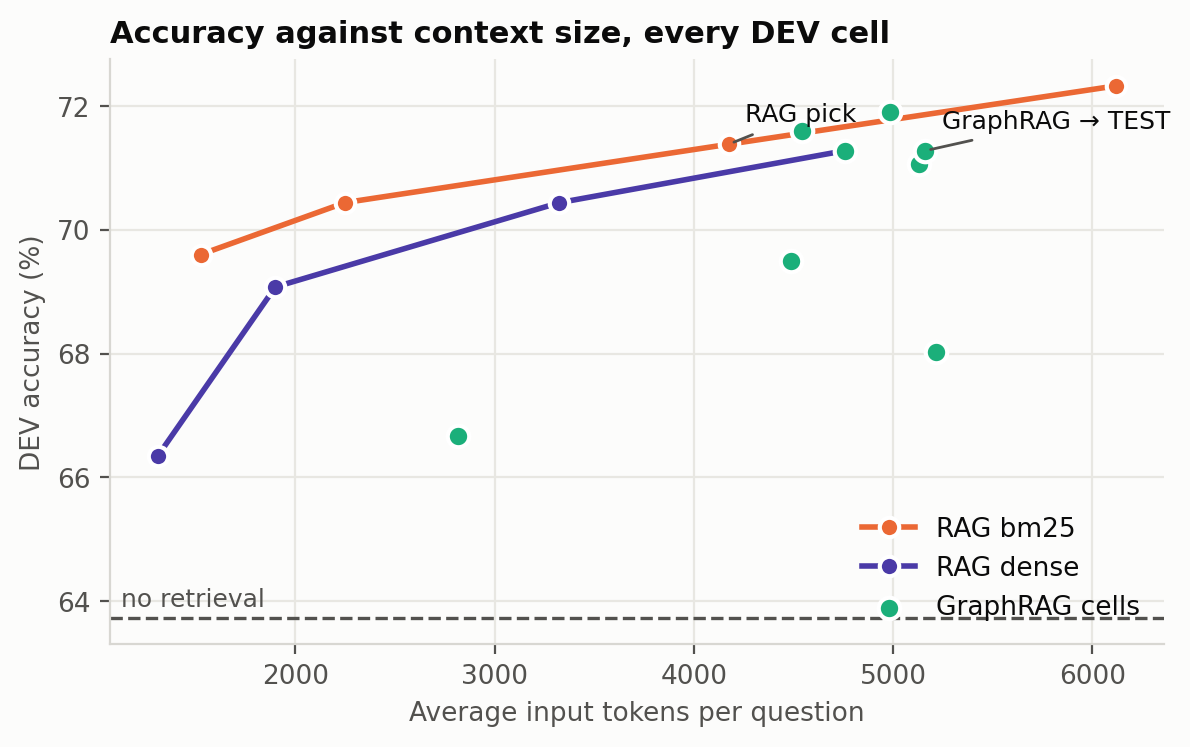 Accuracy against context size, every DEV cell
DEV accuracy (%)
72
70
68
66
64
RAG pick
GraphRAG → TEST
no retrieval
RAG bm25
RAG dense
GraphRAG cells
2000
3000
4000
5000
6000
Average input tokens per question